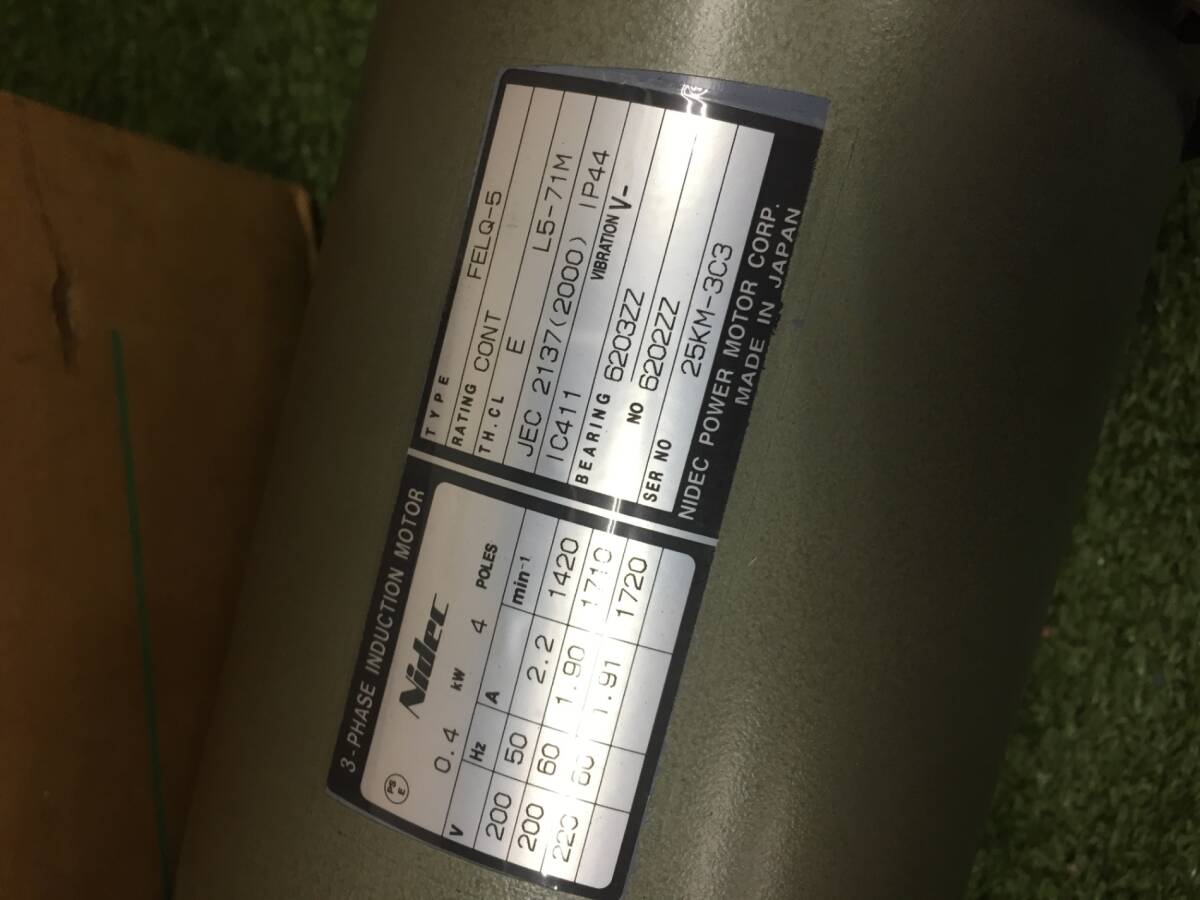 3-PHASE INDUCTION MOTOR
PS E
Nidec
0.4 kW 4 POLES
V Hz A min-1
200 50 2.2 1420
200 60 1.90 1710
220 60 1.91 1720
TYPE FELQ-5
RATING CONT
TH.CL E L5-71M
JEC 2137(2000) IP44
IC411 VIBRATION V-
BEARING 6203ZZ
NO 6202ZZ
SER NO 25KM-3C3
NIDEC POWER MOTOR CORP.
MADE IN JAPAN